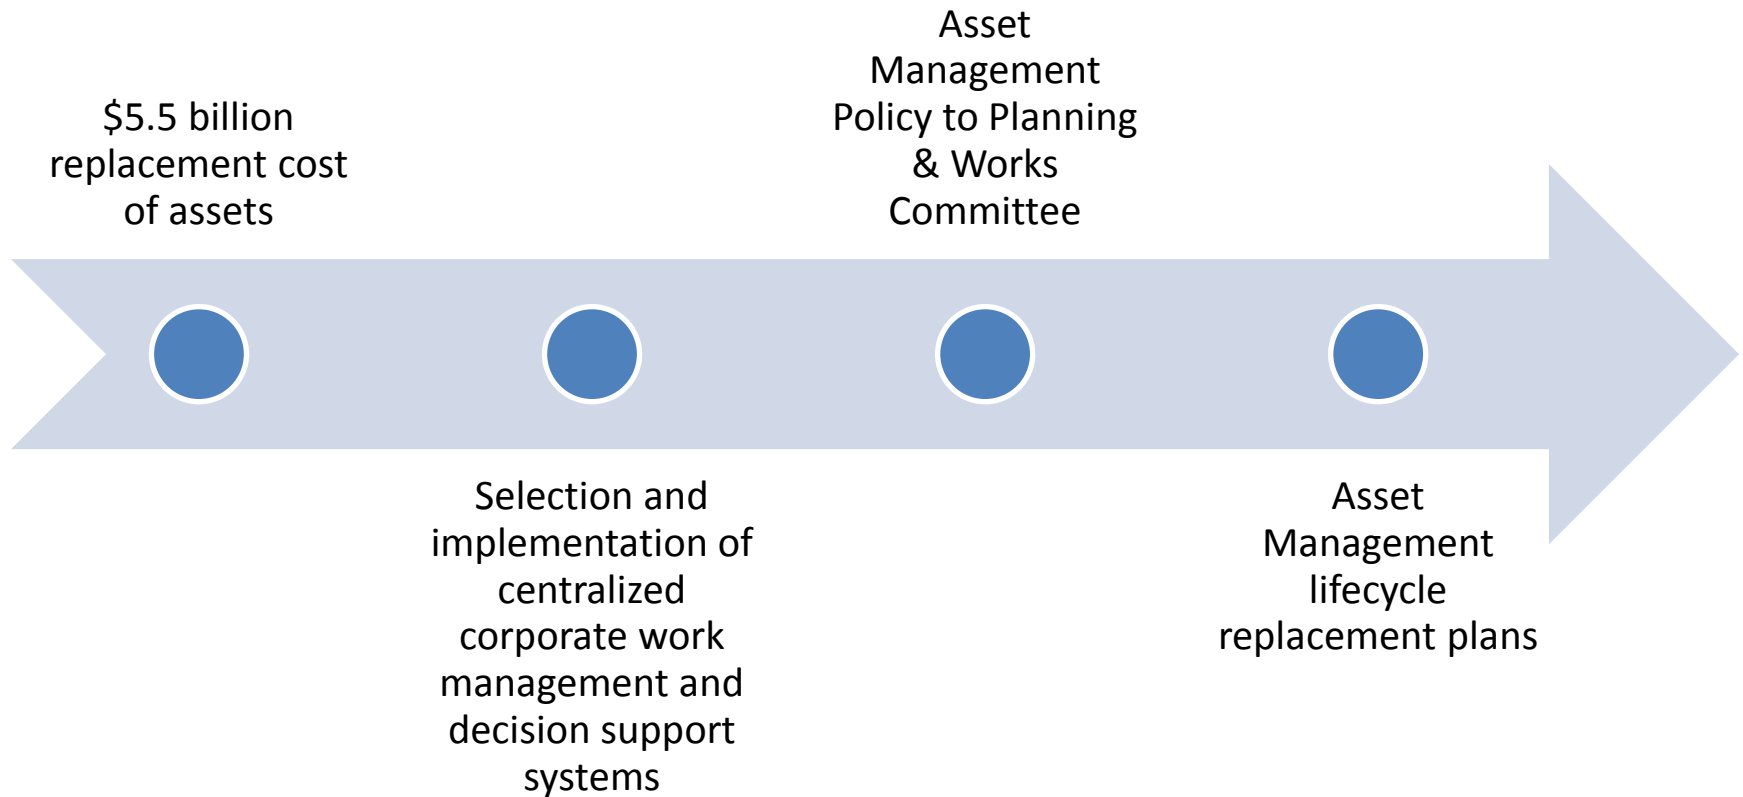 $5.5 billion
replacement cost
of assets
Selection and
implementation of
centralized
corporate work
management and
decision support
systems
Asset
Management
Policy to Planning
& Works
Committee
Asset
Management
lifecycle
replacement plans